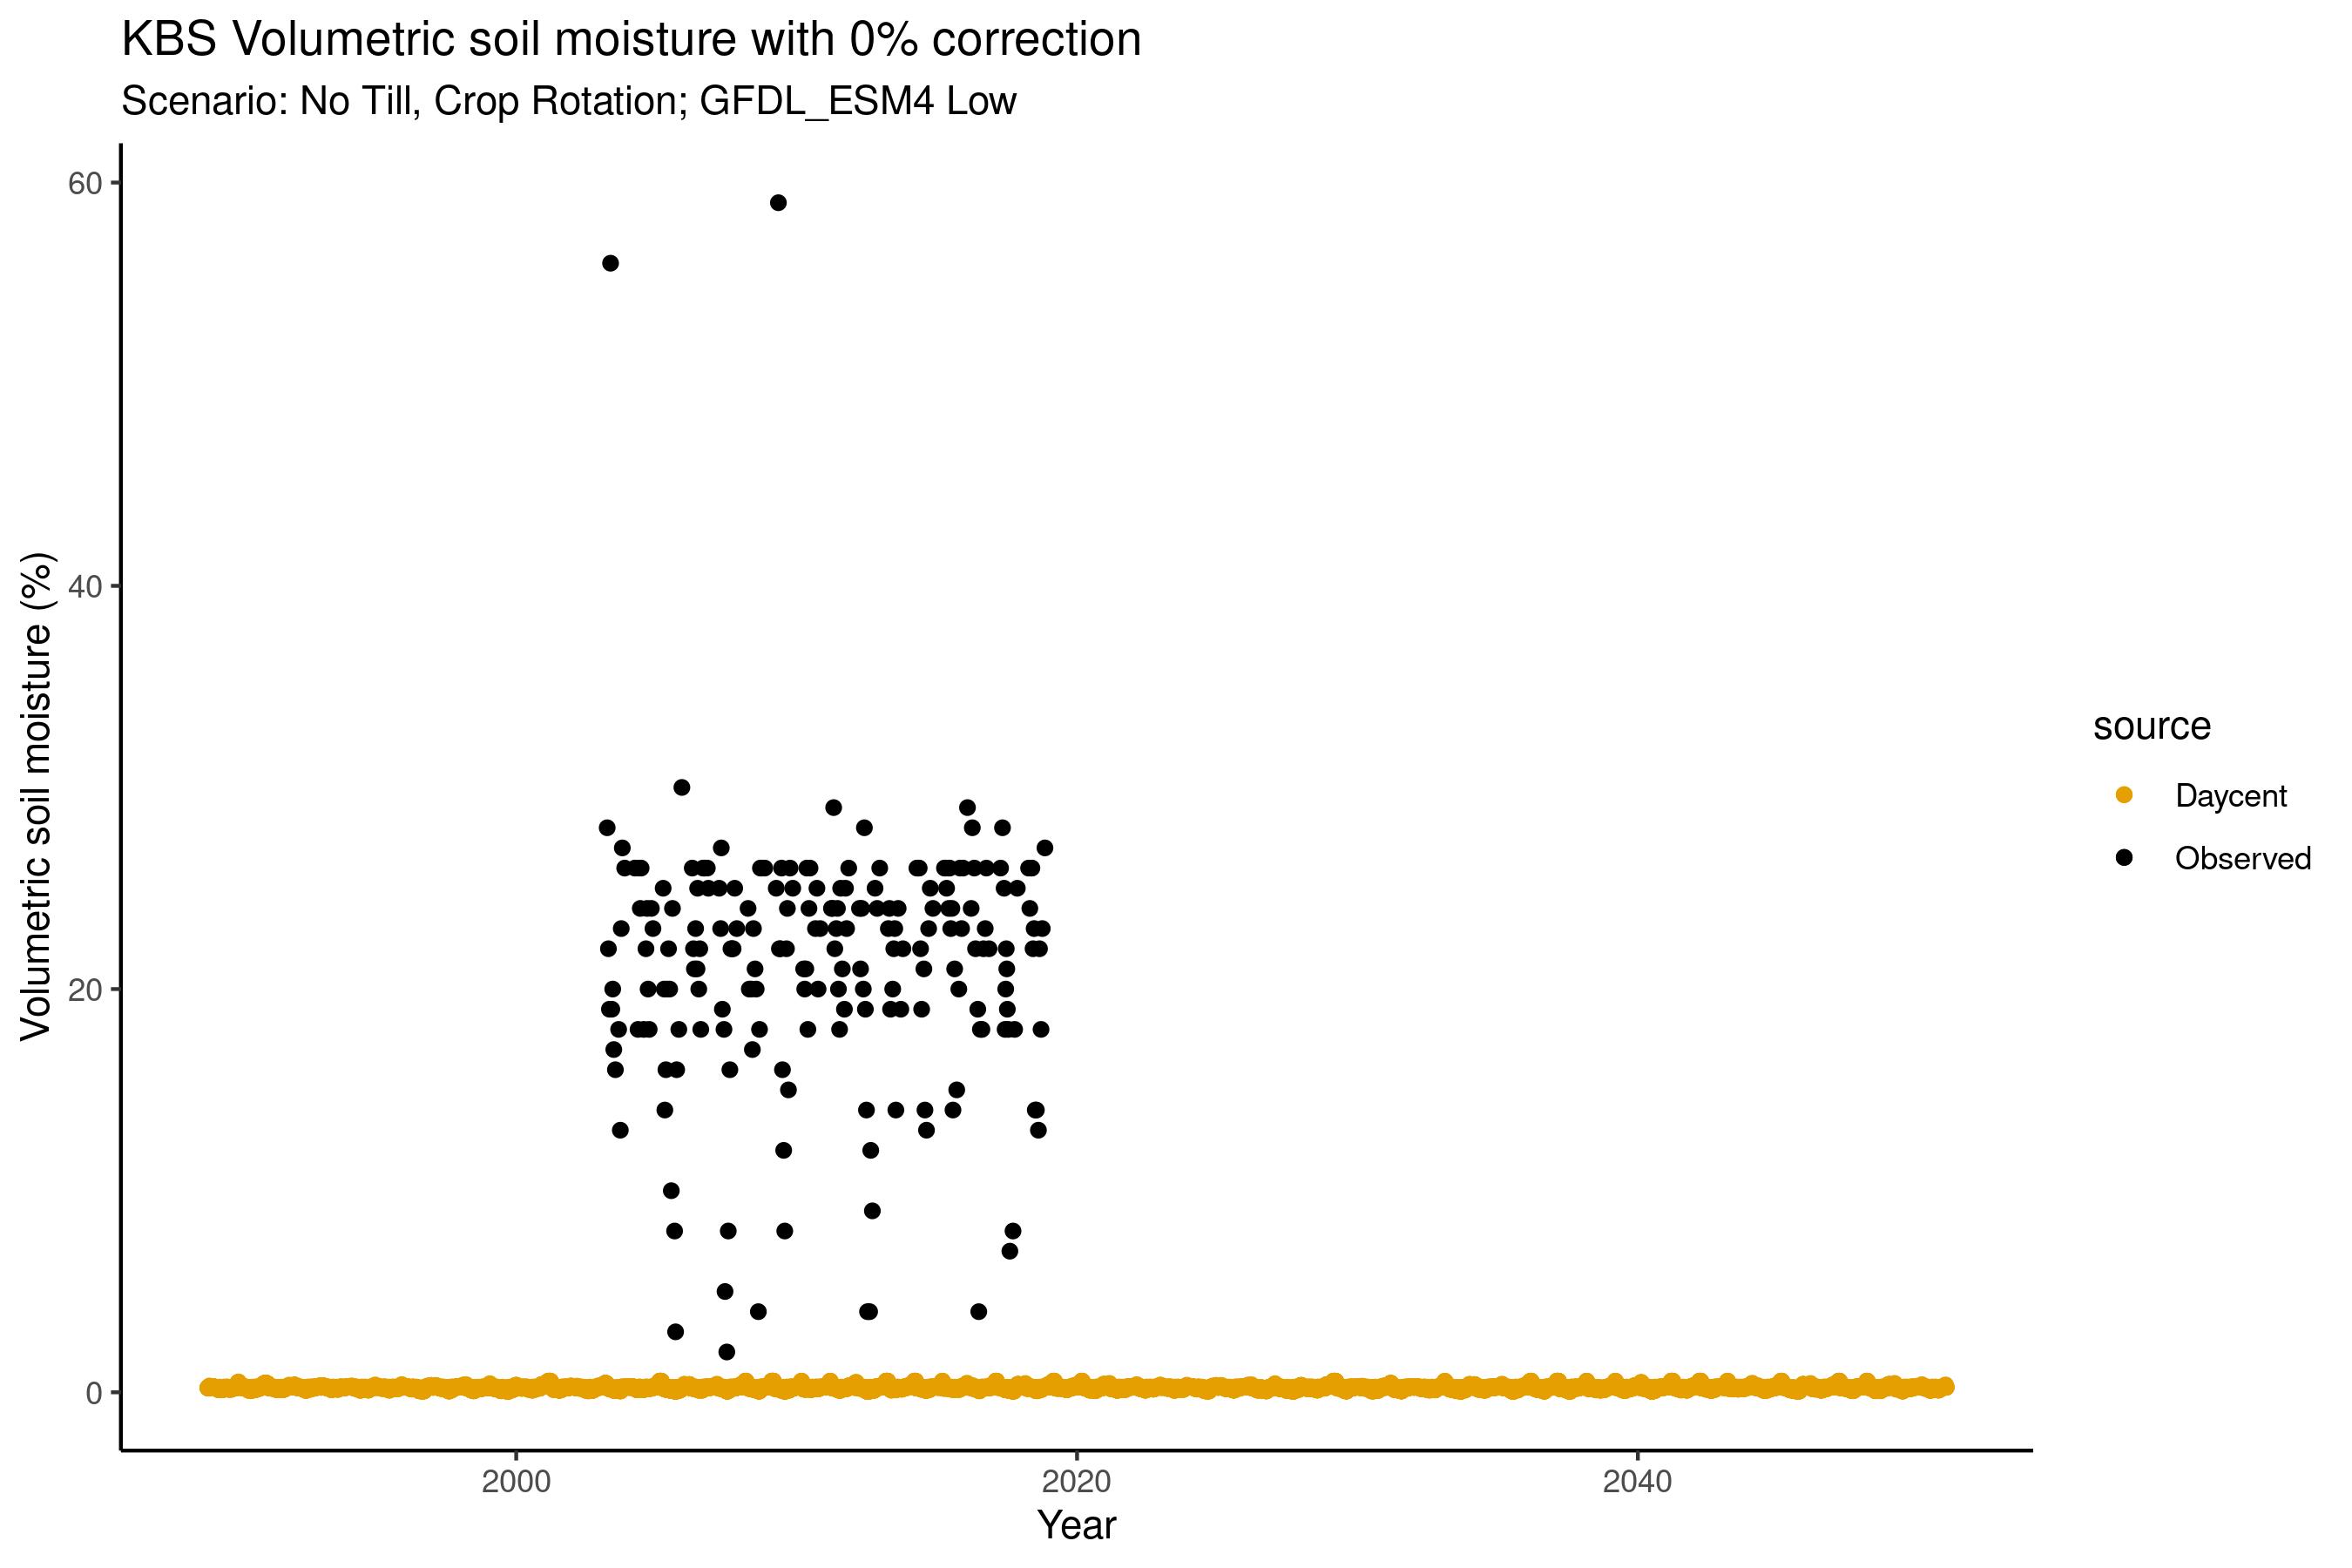 KBS Volumetric soil moisture with 0% correction
Scenario: No Till, Crop Rotation; GFDL_ESM4 Low
Volumetric soil moisture (%)
60
40
20
0
2000
2020
2040
Year
source
Daycent
Observed